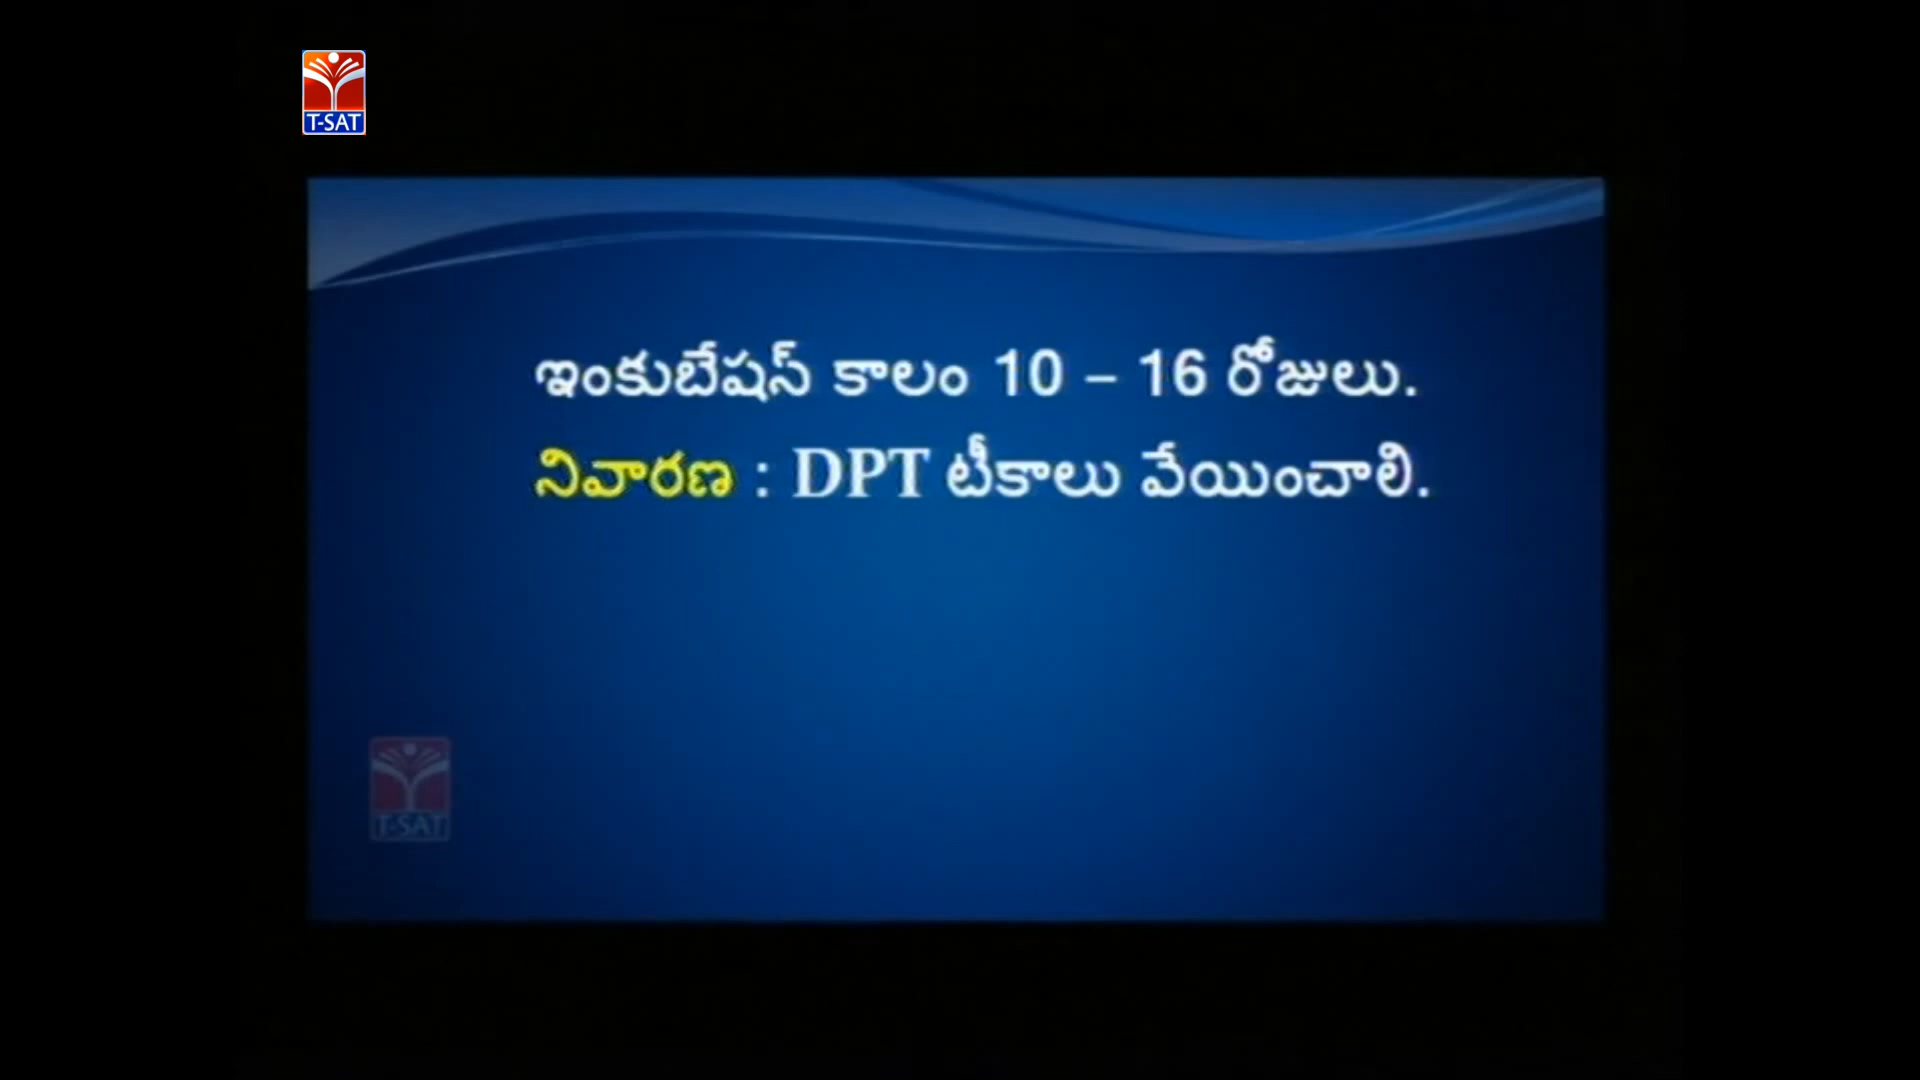 T-SAT
ఇంకుబేషన్ కాలం 10 – 16 రోజులు.
నివారణ : DPT టీకాలు వేయించాలి.
T-SAT